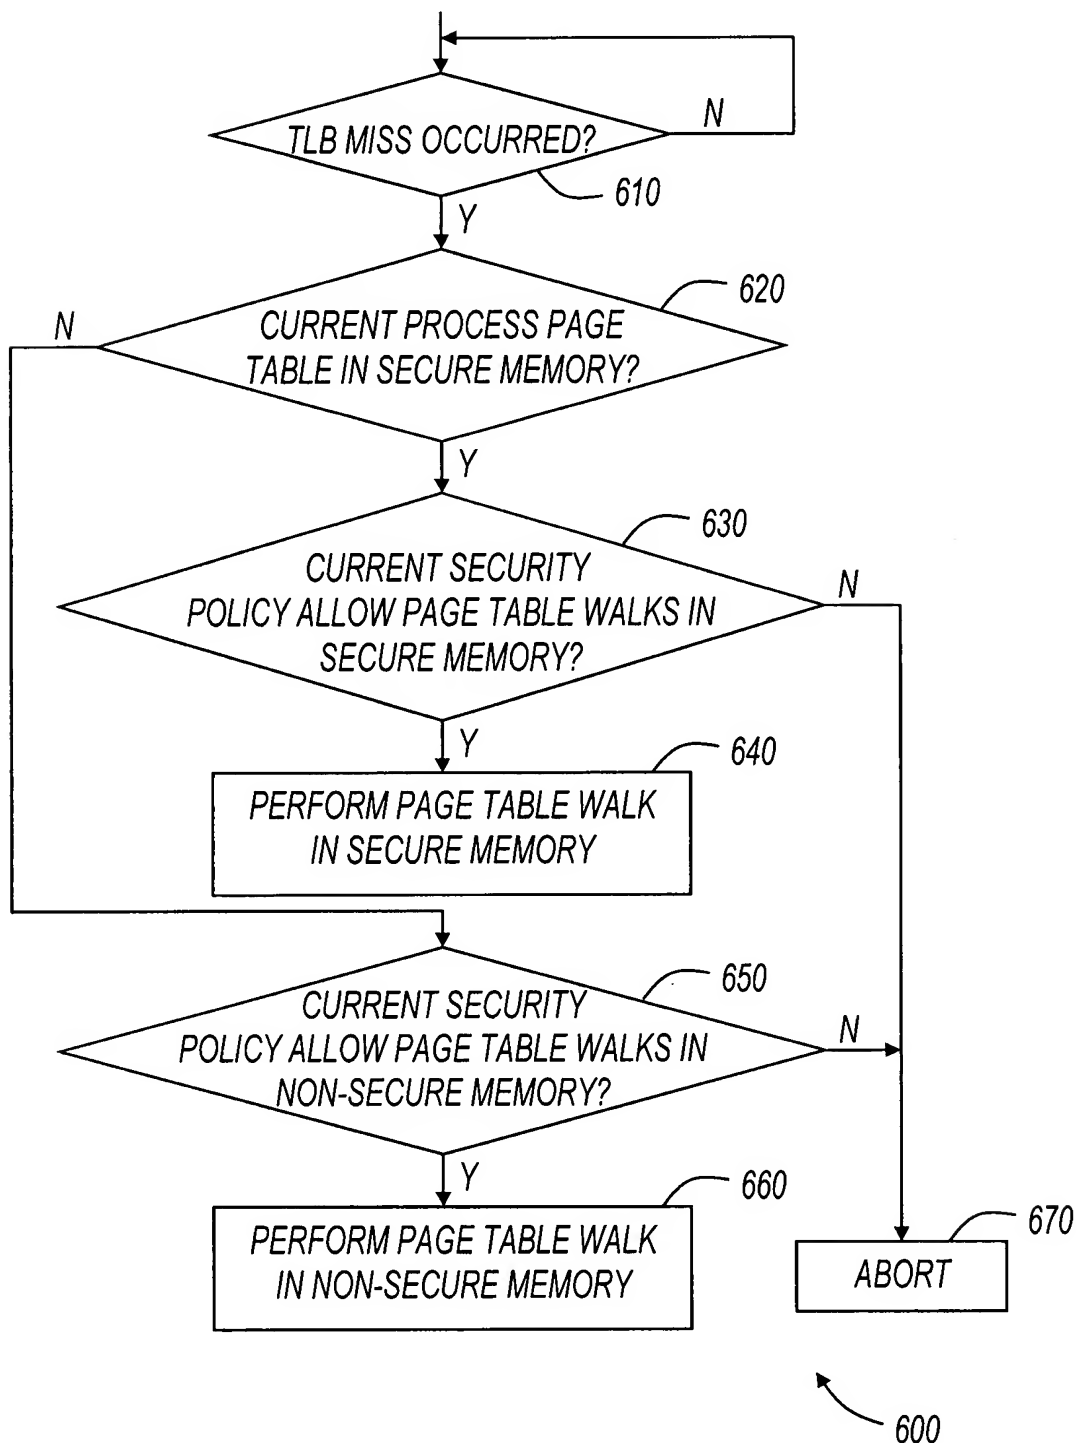 N
TLB MISS OCCURRED?
610
Y
620
N
CURRENT PROCESS PAGE
TABLE IN SECURE MEMORY?
Y
630
CURRENT SECURITY
N
POLICY ALLOW PAGE TABLE WALKS IN
SECURE MEMORY?
Y
640
PERFORM PAGE TABLE WALK
IN SECURE MEMORY
650
CURRENT SECURITY
N
POLICY ALLOW PAGE TABLE WALKS IN
NON-SECURE MEMORY?
Y
660
PERFORM PAGE TABLE WALK
IN NON-SECURE MEMORY
670
ABORT
600